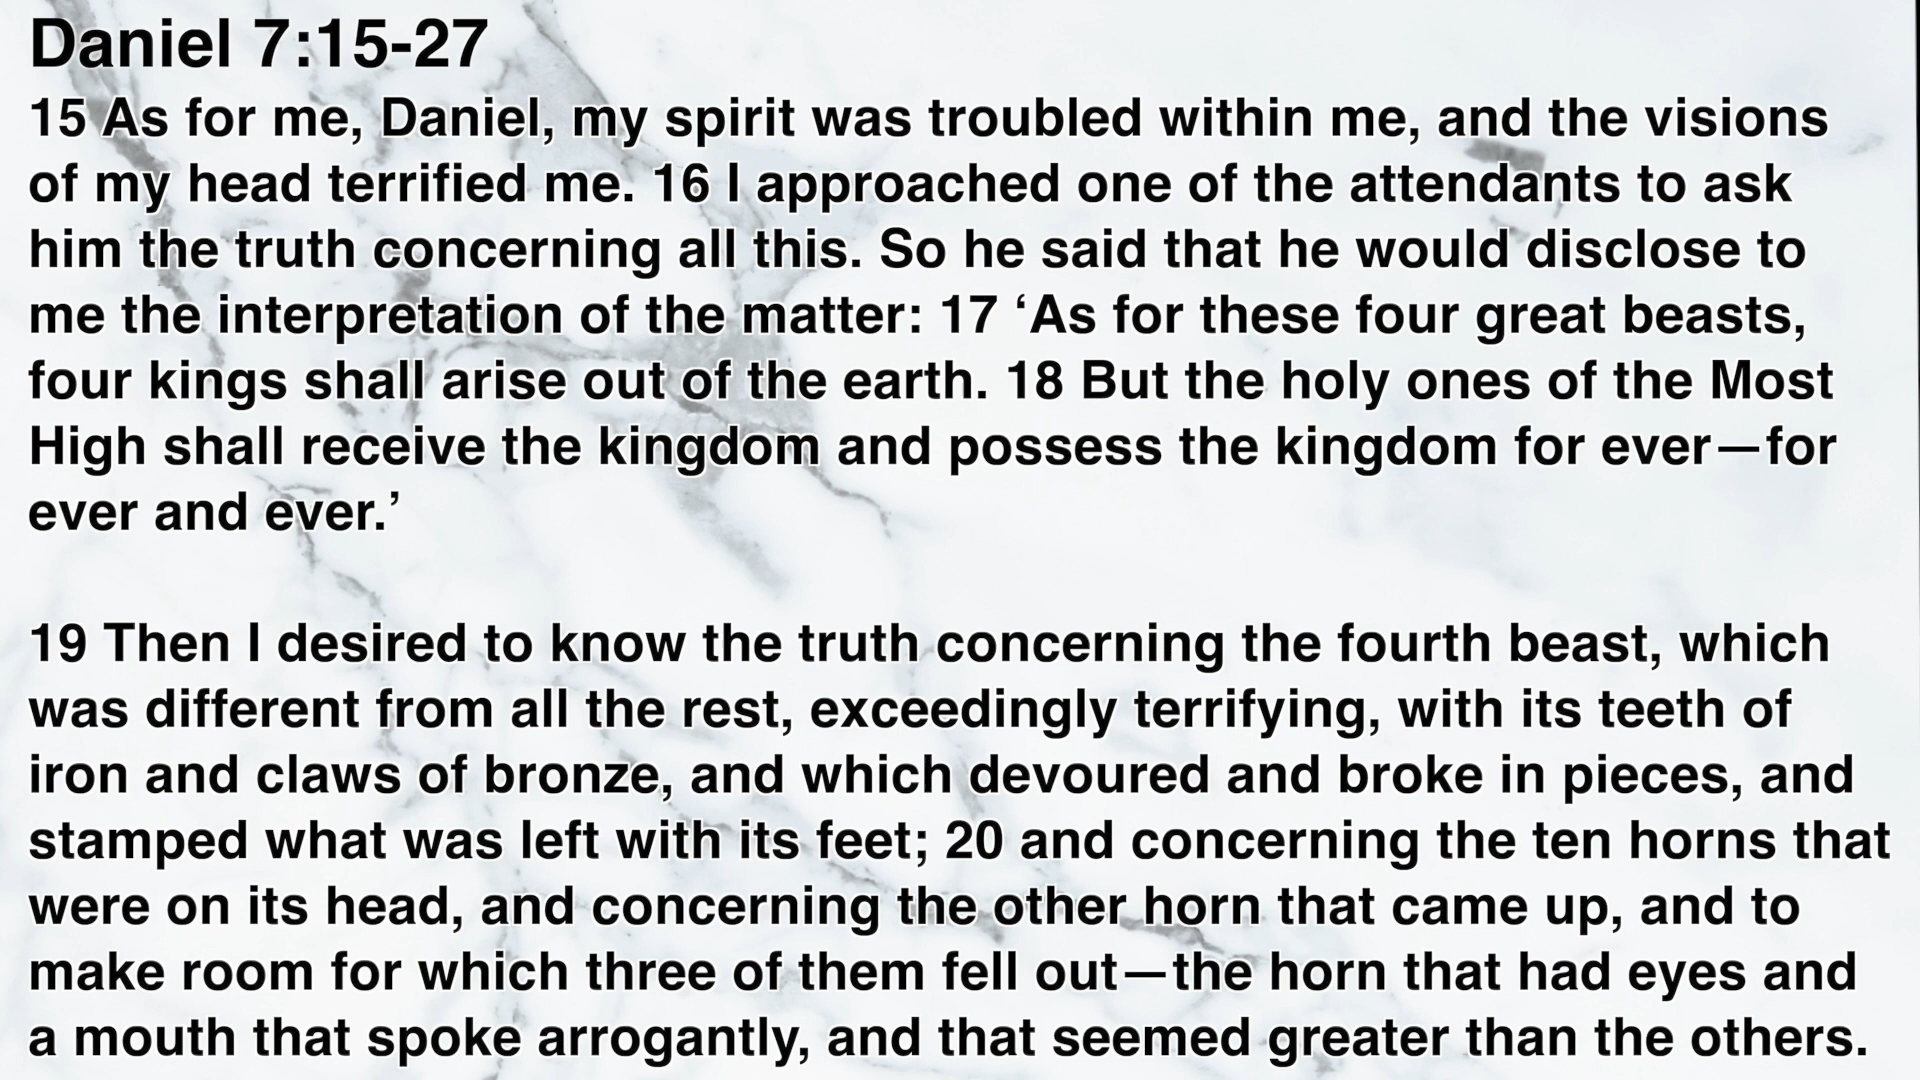 Daniel 7:15-27
15 As for me, Daniel, my spirit was troubled within me, and the visions
of my head terrified me. 16 I approached one of the attendants to ask
him the truth concerning all this. So he said that he would disclose to
me the interpretation of the matter: 17 ‘As for these four great beasts,
four kings shall arise out of the earth. 18 But the holy ones of the Most
High shall receive the kingdom and possess the kingdom for ever—for
ever and ever.’
19 Then I desired to know the truth concerning the fourth beast, which
was different from all the rest, exceedingly terrifying, with its teeth of
iron and claws of bronze, and which devoured and broke in pieces, and
stamped what was left with its feet; 20 and concerning the ten horns that
were on its head, and concerning the other horn that came up, and to
make room for which three of them fell out—the horn that had eyes and
a mouth that spoke arrogantly, and that seemed greater than the others.